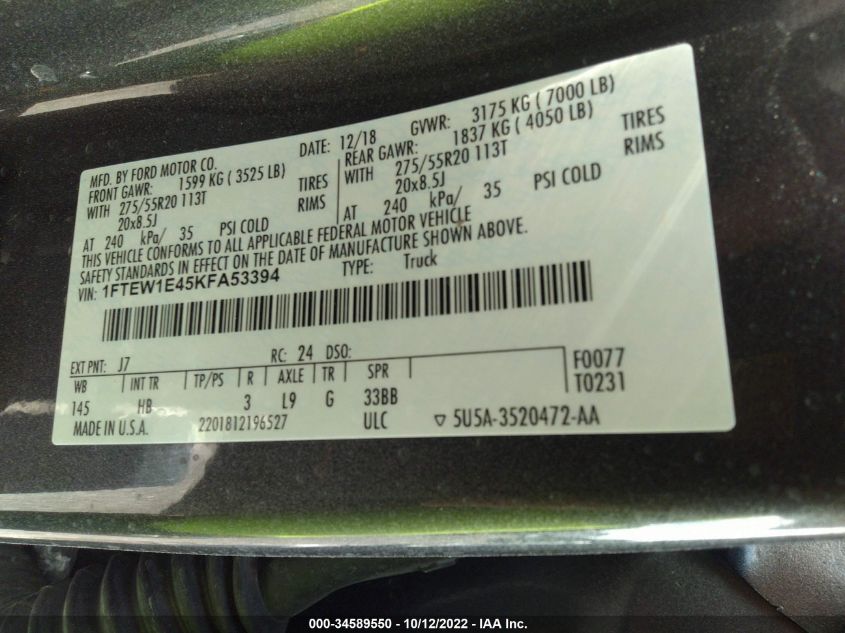 MFD. BY FORD MOTOR CO. DATE: 12/18 GVWR: 3175 KG ( 7000 LB)
FRONT GAWR: 1599 KG ( 3525 LB) REAR GAWR: 1837 KG ( 4050 LB)
WITH 275/55R20 113T TIRES WITH 275/55R20 113T TIRES
20x8.5J RIMS 20x8.5J RIMS
AT 240 kPa/ 35 PSI COLD AT 240 kPa/ 35 PSI COLD
THIS VEHICLE CONFORMS TO ALL APPLICABLE FEDERAL MOTOR VEHICLE
SAFETY STANDARDS IN EFFECT ON THE DATE OF MANUFACTURE SHOWN ABOVE.
VIN: 1FTEW1E45KFA53394 TYPE: Truck
EXT PNT: J7 RC: 24 DSO: F0077
WB INT TR TP/PS R AXLE TR SPR T0231
145 HB 3 L9 G 33BB
MADE IN U.S.A. 2201812196527 ULC ▽ 5U5A-3520472-AA
000-34589550 - 10/12/2022 - IAA Inc.